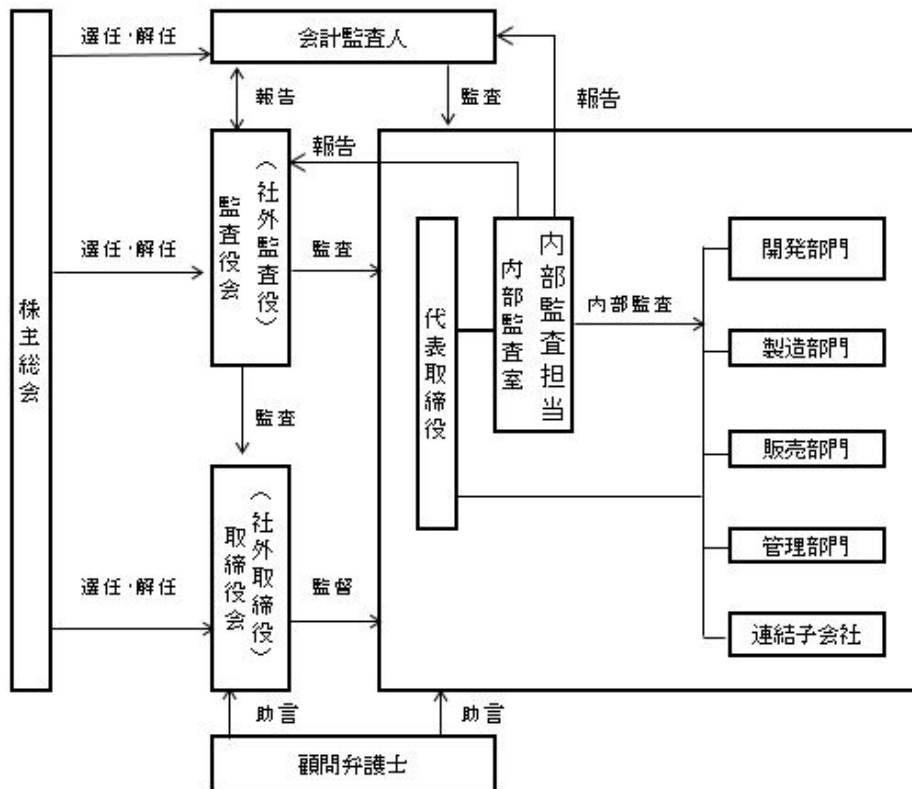 選任・解任
会計監査人
報告
監査
報告
報告
株主総会
選任・解任
監査役会
（社外監査役）
監査
代表取締役
内部監査室
内部監査担当
内部監査
開発部門
製造部門
販売部門
管理部門
連結子会社
監査
選任・解任
取締役会
（社外取締役）
監督
助言
助言
顧問弁護士